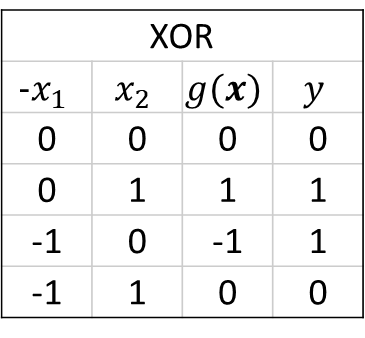 XOR
-x₁ x₂ g(x) y
0 0 0 0
0 1 1 1
-1 0 -1 1
-1 1 0 0